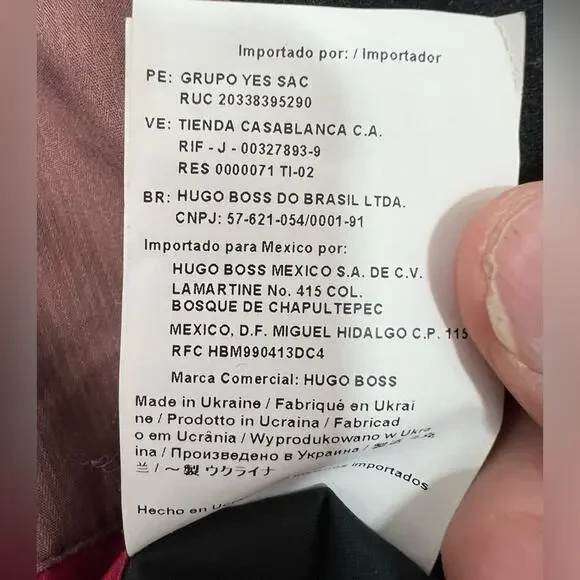 Importado por: / Importador
PE: GRUPO YES SAC
RUC 20338395290
VE: TIENDA CASABLANCA C.A.
RIF - J - 00327893-9
RES 0000071 TI-02
BR: HUGO BOSS DO BRASIL LTDA.
CNPJ: 57-621-054/0001-91
Importado para Mexico por:
HUGO BOSS MEXICO S.A. DE C.V.
LAMARTINE No. 415 COL.
BOSQUE DE CHAPULTEPEC
MEXICO, D.F. MIGUEL HIDALGO C.P. 115
RFC HBM990413DC4
Marca Comercial: HUGO BOSS
Made in Ukraine / Fabriqué en Ukrai
ne / Prodotto in Ucraina / Fabricad
o em Ucrânia / Wyprodukowano w Ukra
ina / Произведено в Украина /
兰 / ～製 ウクライナ
importados
Hecho en